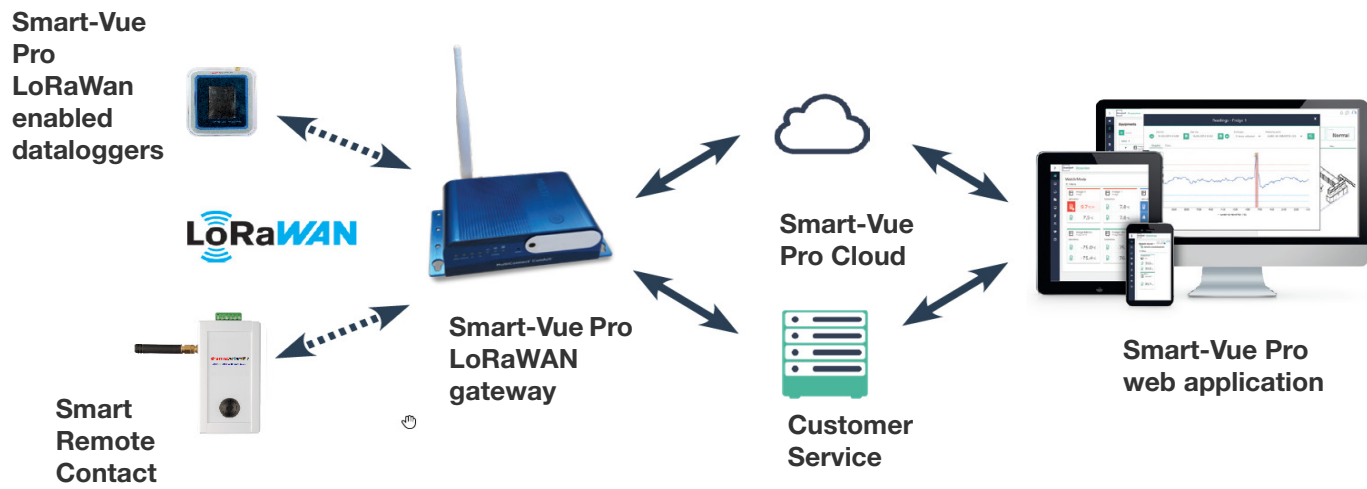 Smart-Vue
Pro
LoRaWan
enabled
dataloggers
LoRaWAN
Smart
Remote
Contact
Smart-Vue Pro
LoRaWAN
gateway
Smart-Vue
Pro Cloud
Customer
Service
Smart-Vue Pro
web application
Normal